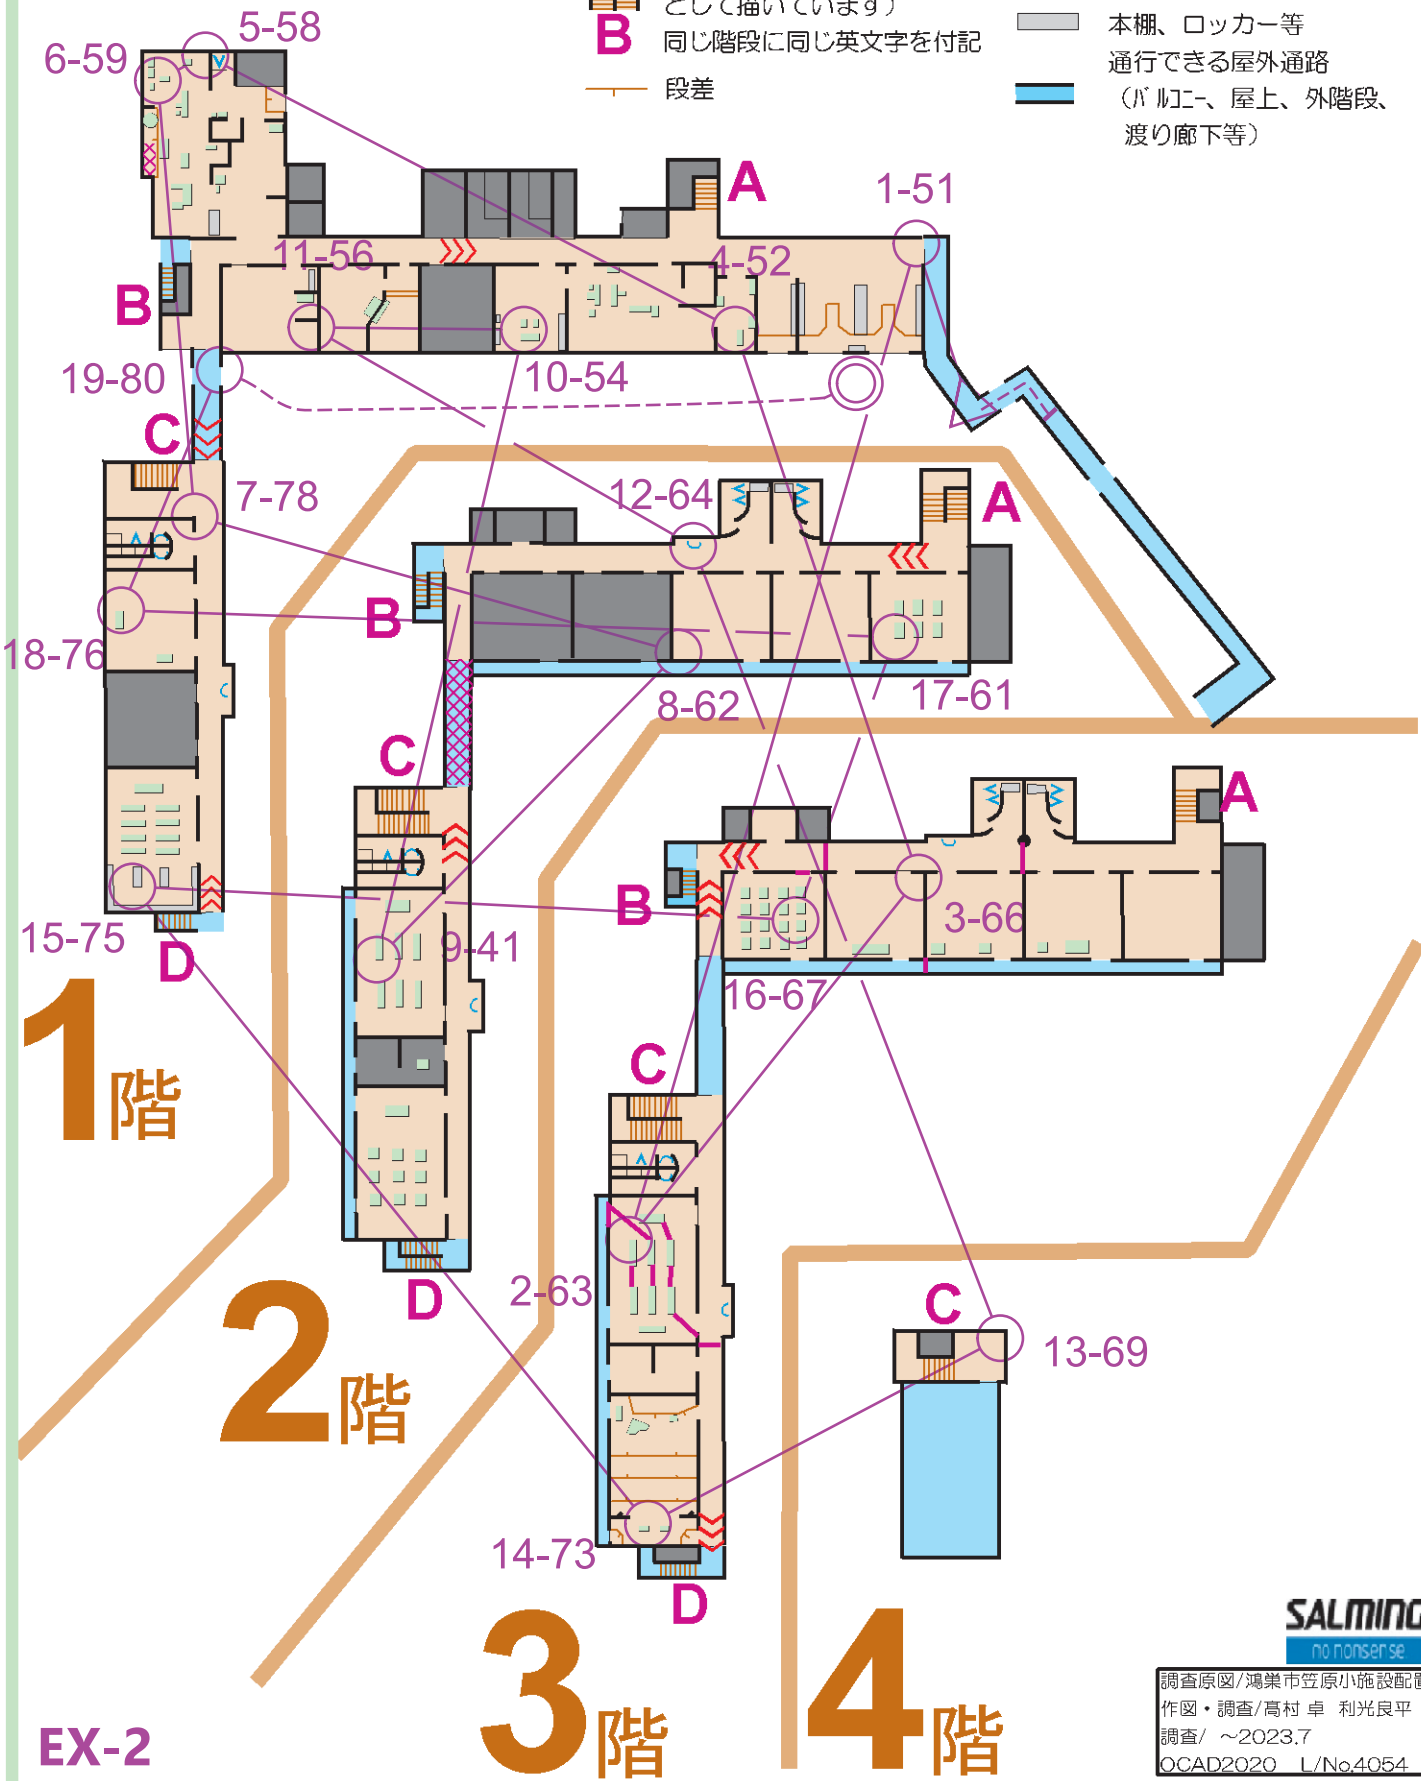 として描いています）
B 同じ階段に同じ英文字を付記
段差
本棚、ロッカー等
通行できる屋外通路
（ﾊﾞﾙｺﾆｰ、屋上、外階段、
渡り廊下等）
5-58
6-59
A
1-51
11-56
4-52
B
19-80
10-54
C
7-78
12-64
A
B
18-76
8-62
17-61
C
A
B
3-66
15-75
D
9-41
16-67
1階
C
2-63
D
C
13-69
2階
14-73
D
3階
4階
SALMING
no nonsense
調査原図/鴻巣市笠原小施設配置
作図・調査/髙村 卓 利光良平
調査/ ～2023.7
OCAD2020 L/No.4054
EX-2